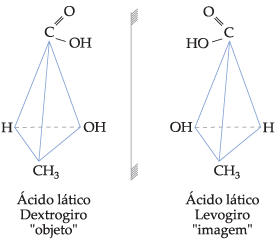 O O
C C
OH HO
H OH OH H
CH3 CH3
Ácido lático Ácido lático
Dextrogiro Levogiro
"objeto" "imagem"